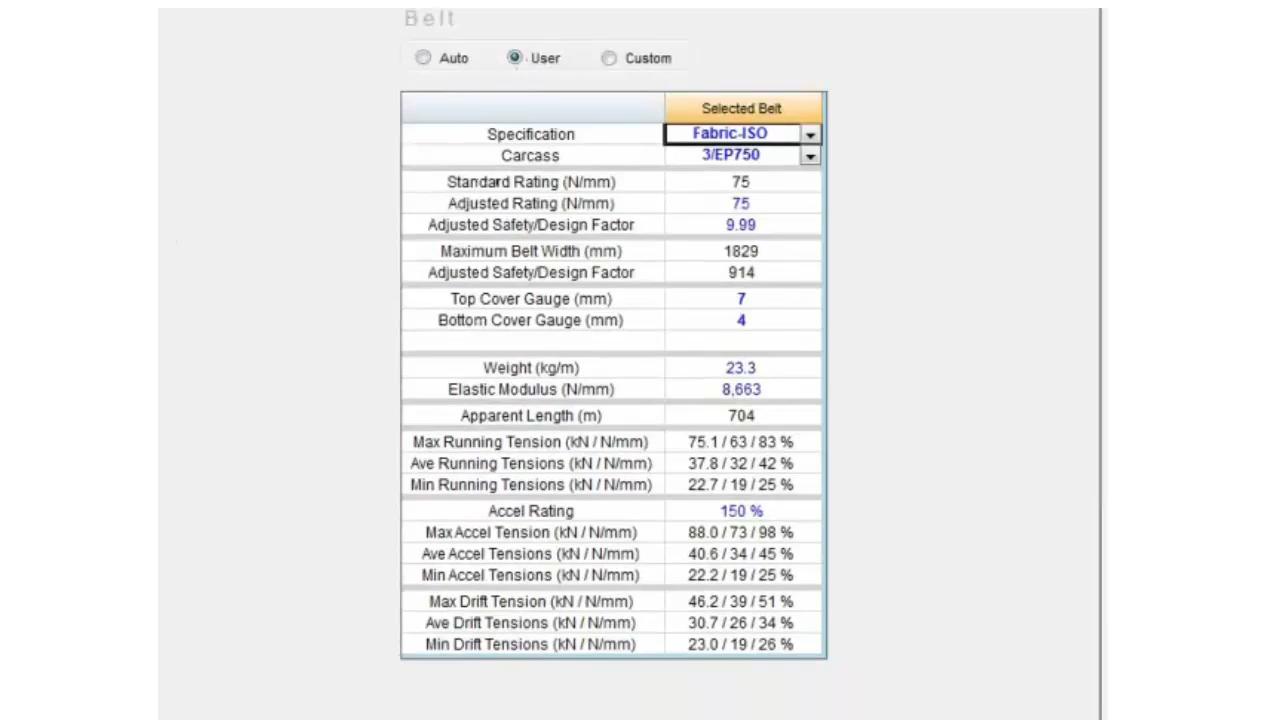 Belt
Auto User Custom
Selected Belt
Specification Fabric-ISO
Carcass 3/EP750
Standard Rating (N/mm) 75
Adjusted Rating (N/mm) 75
Adjusted Safety/Design Factor 9.99
Maximum Belt Width (mm) 1829
Adjusted Safety/Design Factor 914
Top Cover Gauge (mm) 7
Bottom Cover Gauge (mm) 4
Weight (kg/m) 23.3
Elastic Modulus (N/mm) 8,663
Apparent Length (m) 704
Max Running Tension (kN / N/mm) 75.1 / 63 / 83 %
Ave Running Tensions (kN / N/mm) 37.8 / 32 / 42 %
Min Running Tensions (kN / N/mm) 22.7 / 19 / 25 %
Accel Rating 150 %
Max Accel Tension (kN / N/mm) 88.0 / 73 / 98 %
Ave Accel Tensions (kN / N/mm) 40.6 / 34 / 45 %
Min Accel Tensions (kN / N/mm) 22.2 / 19 / 25 %
Max Drift Tension (kN / N/mm) 46.2 / 39 / 51 %
Ave Drift Tensions (kN / N/mm) 30.7 / 26 / 34 %
Min Drift Tensions (kN / N/mm) 23.0 / 19 / 26 %